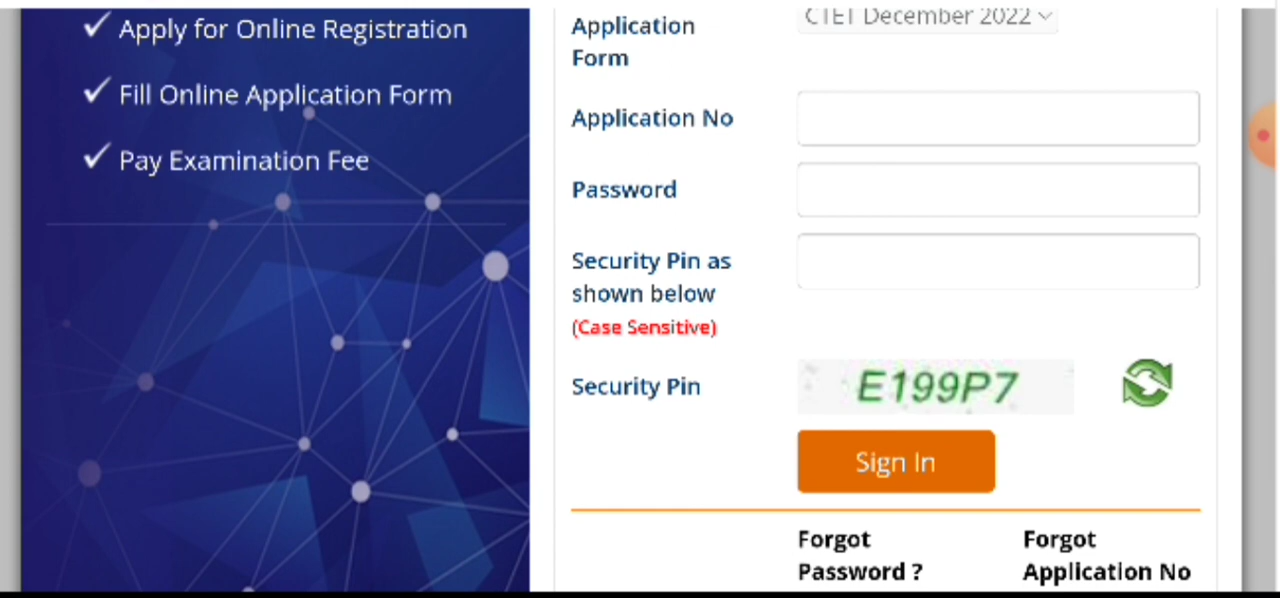 Apply for Online Registration
Fill Online Application Form
Pay Examination Fee
Application
Form
CTET December 2022
Application No
Password
Security Pin as
shown below
(Case Sensitive)
Security Pin
E199P7
Sign In
Forgot
Password ?
Forgot
Application No